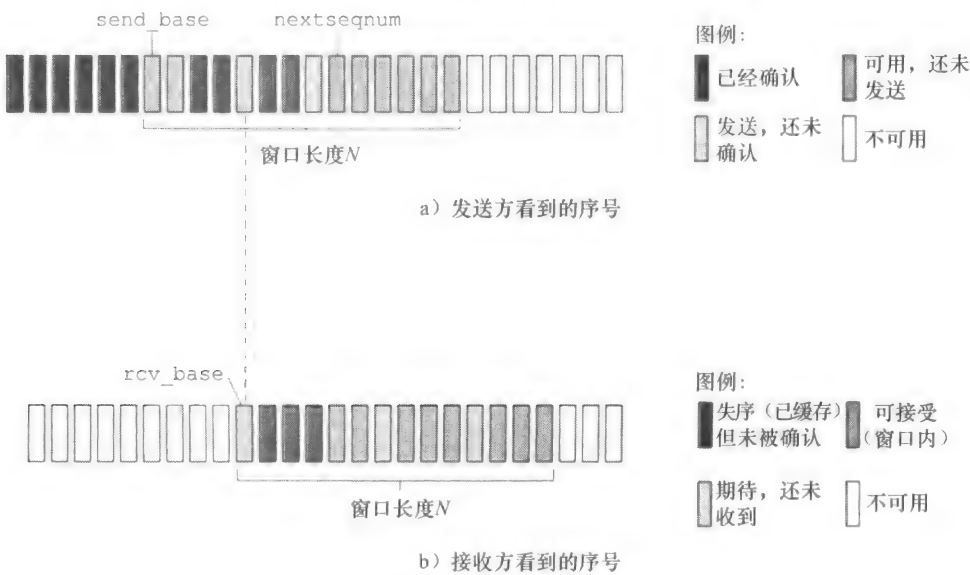 send_base
nextseqnum
窗口长度N
a）发送方看到的序号
图例:
已经确认
可用，还未
发送
发送，还未
确认
不可用
rcv_base
窗口长度N
b）接收方看到的序号
图例:
失序（已缓存）
但未被确认
可接受
（窗口内）
期待，还未
收到
不可用